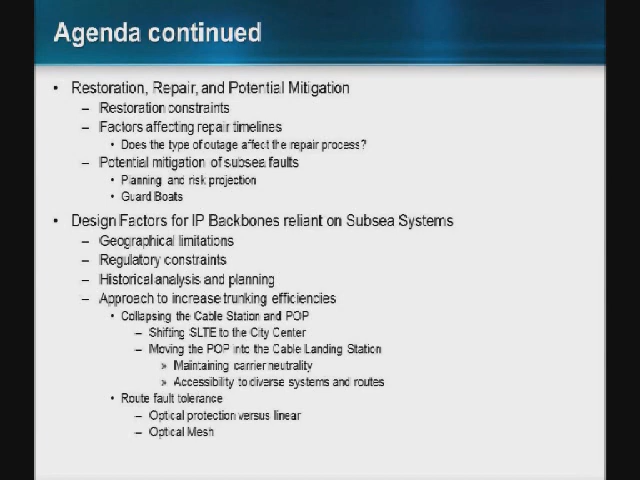 Agenda continued
• Restoration, Repair, and Potential Mitigation
– Restoration constraints
– Factors affecting repair timelines
• Does the type of outage affect the repair process?
– Potential mitigation of subsea faults
• Planning and risk projection
• Guard Boats
• Design Factors for IP Backbones reliant on Subsea Systems
– Geographical limitations
– Regulatory constraints
– Historical analysis and planning
– Approach to increase trunking efficiencies
• Collapsing the Cable Station and POP
– Shifting SLTE to the City Center
– Moving the POP into the Cable Landing Station
» Maintaining carrier neutrality
» Accessibility to diverse systems and routes
• Route fault tolerance
– Optical protection versus linear
– Optical Mesh